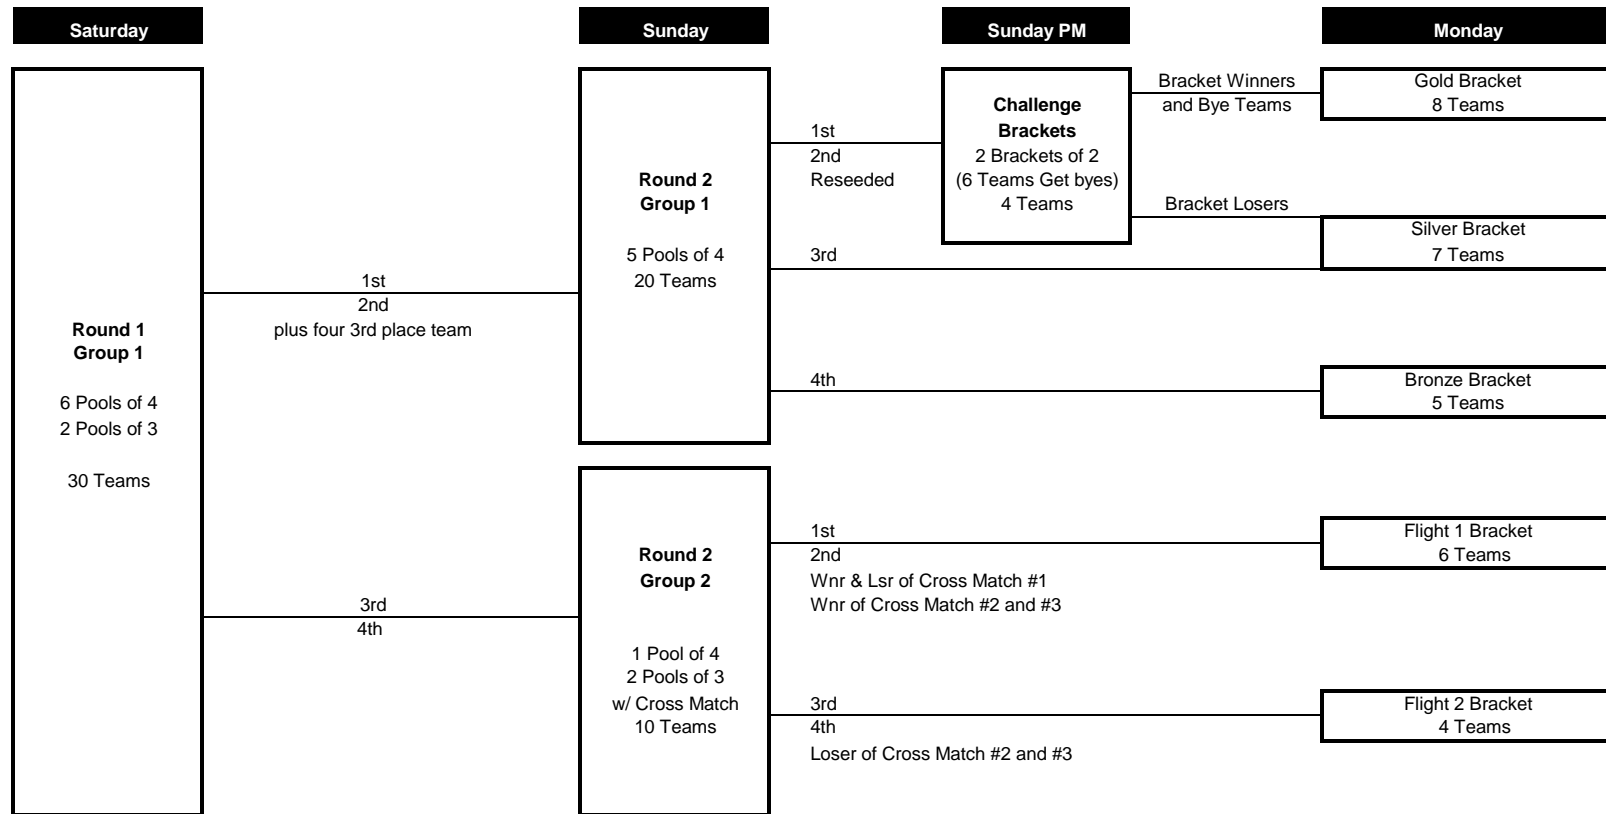 Saturday
Sunday
Sunday PM
Monday
Round 1
Group 1
6 Pools of 4
2 Pools of 3
30 Teams
1st
2nd
plus four 3rd place team
3rd
4th
Round 2
Group 1
5 Pools of 4
20 Teams
Round 2
Group 2
1 Pool of 4
2 Pools of 3
w/ Cross Match
10 Teams
1st
2nd
Reseeded
3rd
4th
1st
2nd
Wnr & Lsr of Cross Match #1
Wnr of Cross Match #2 and #3
3rd
4th
Loser of Cross Match #2 and #3
Challenge
Brackets
2 Brackets of 2
(6 Teams Get byes)
4 Teams
Bracket Winners
and Bye Teams
Bracket Losers
Gold Bracket
8 Teams
Silver Bracket
7 Teams
Bronze Bracket
5 Teams
Flight 1 Bracket
6 Teams
Flight 2 Bracket
4 Teams